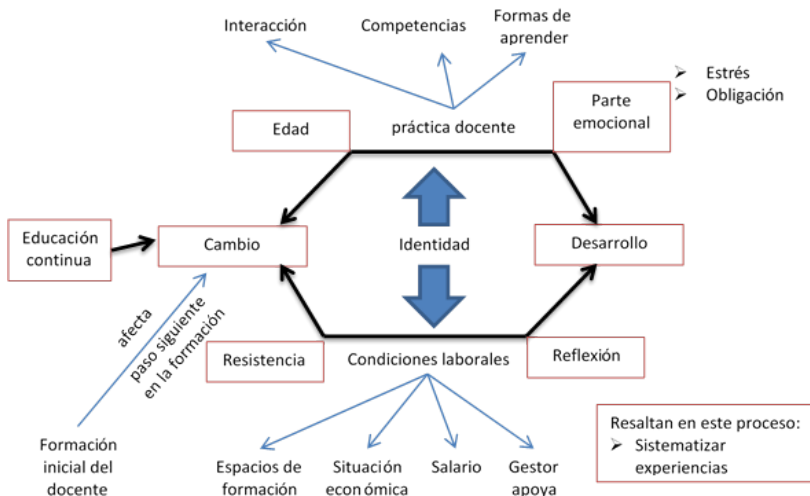 Interacción
Competencias
Formas de
aprender
Edad
práctica docente
Parte
emocional
➢ Estrés
➢ Obligación
Educación
continua
Cambio
Identidad
Desarrollo
afecta
paso siguiente
en la formación
Resistencia
Condiciones laborales
Reflexión
Formación
inicial del
docente
Espacios de
formación
Situación
económica
Salario
Gestor
apoya
Resaltan en este proceso:
➢ Sistematizar
experiencias